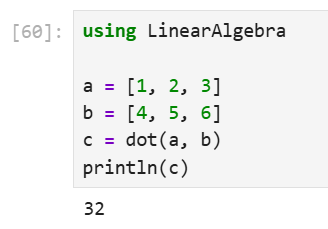 [60]: using LinearAlgebra
a = [1, 2, 3]
b = [4, 5, 6]
c = dot(a, b)
println(c)
32